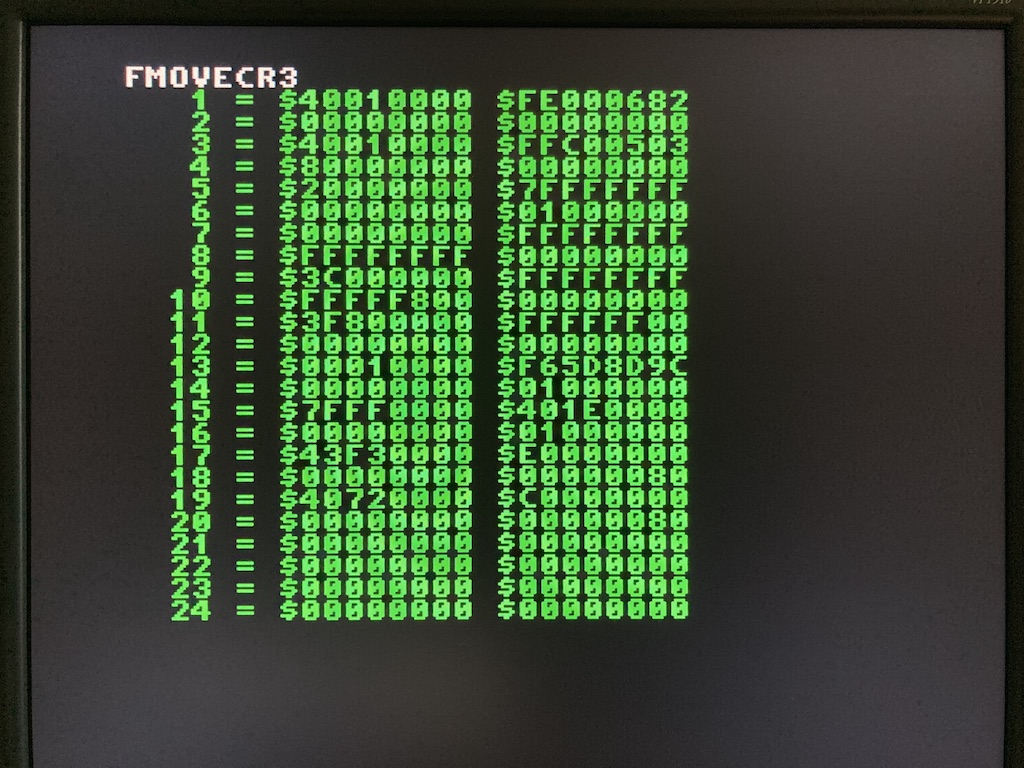 FMOVECR3
1 = $40010000 $FE000682
2 = $00000000 $00000000
3 = $40010000 $FFC00503
4 = $80000000 $00000000
5 = $20000000 $7FFFFFFF
6 = $00000000 $01000000
7 = $00000000 $FFFFFFFF
8 = $FFFFFFFF $00000000
9 = $3C000000 $FFFFFFFF
10 = $FFFFF800 $00000000
11 = $3F800000 $FFFFFF00
12 = $00000000 $00000000
13 = $00010000 $F65D8D9C
14 = $00000000 $01000000
15 = $7FFF0000 $401E0000
16 = $00000000 $01000000
17 = $43F30000 $E0000000
18 = $00000000 $00000080
19 = $40720000 $C0000000
20 = $00000000 $00000080
21 = $00000000 $00000000
22 = $00000000 $00000000
23 = $00000000 $00000000
24 = $00000000 $00000000